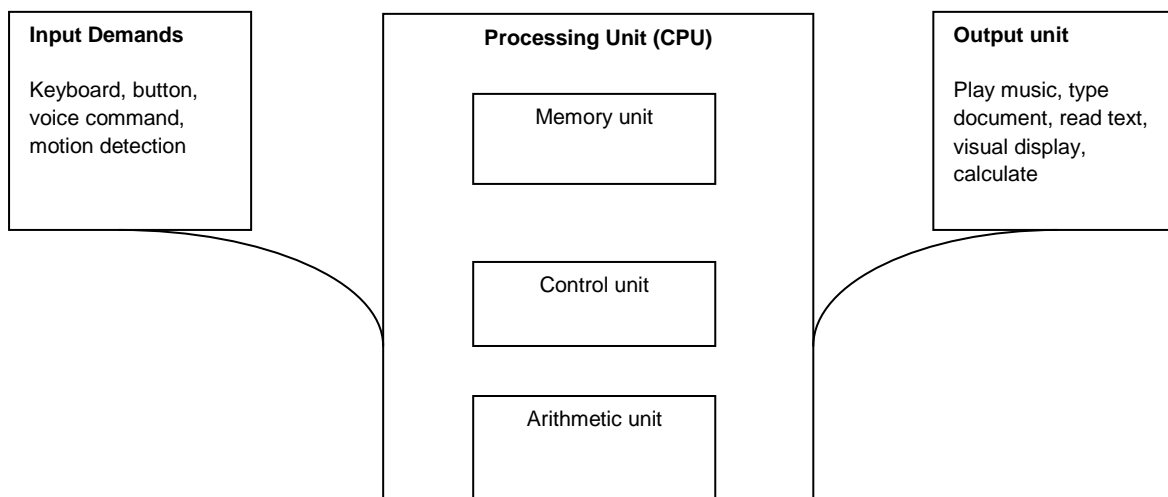 Input Demands
Keyboard, button,
voice command,
motion detection
Processing Unit (CPU)
Memory unit
Control unit
Arithmetic unit
Output unit
Play music, type
document, read text,
visual display,
calculate